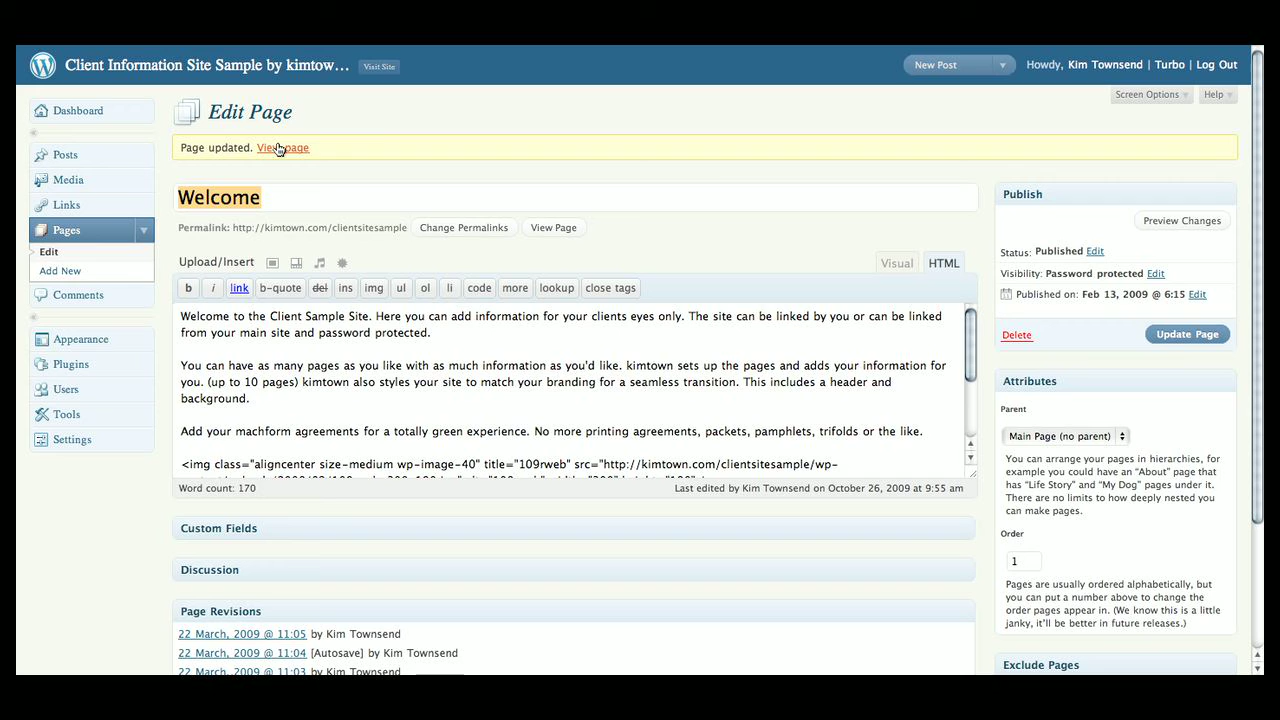 Client Information Site Sample by kimtow... Visit Site
New Post
Howdy, Kim Townsend | Turbo | Log Out
Screen Options
Help
Dashboard
Posts
Media
Links
Pages
Edit
Add New
Comments
Appearance
Plugins
Users
Tools
Settings
Edit Page
Page updated. View page
Welcome
Permalink: http://kimtown.com/clientsitesample Change Permalinks View Page
Upload/Insert
Visual HTML
b i link b-quote del ins img ul ol li code more lookup close tags
Welcome to the Client Sample Site. Here you can add information for your clients eyes only. The site can be linked by you or can be linked
from your main site and password protected.
You can have as many pages as you like with as much information as you'd like. kimtown sets up the pages and adds your information for
you. (up to 10 pages) kimtown also styles your site to match your branding for a seamless transition. This includes a header and
background.
Add your machform agreements for a totally green experience. No more printing agreements, packets, pamphlets, trifolds or the like.
<img class="aligncenter size-medium wp-image-40" title="109rweb" src="http://kimtown.com/clientsitesample/wp-
Word count: 170
Last edited by Kim Townsend on October 26, 2009 at 9:55 am
Custom Fields
Discussion
Page Revisions
22 March, 2009 @ 11:05 by Kim Townsend
22 March, 2009 @ 11:04 [Autosave] by Kim Townsend
22 March, 2009 @ 11:03 by Kim Townsend
Publish
Preview Changes
Status: Published Edit
Visibility: Password protected Edit
Published on: Feb 13, 2009 @ 6:15 Edit
Delete
Update Page
Attributes
Parent
Main Page (no parent)
You can arrange your pages in hierarchies, for
example you could have an “About” page that
has “Life Story” and “My Dog” pages under it.
There are no limits to how deeply nested you
can make pages.
Order
1
Pages are usually ordered alphabetically, but
you can put a number above to change the
order pages appear in. (We know this is a little
janky, it'll be better in future releases.)
Exclude Pages